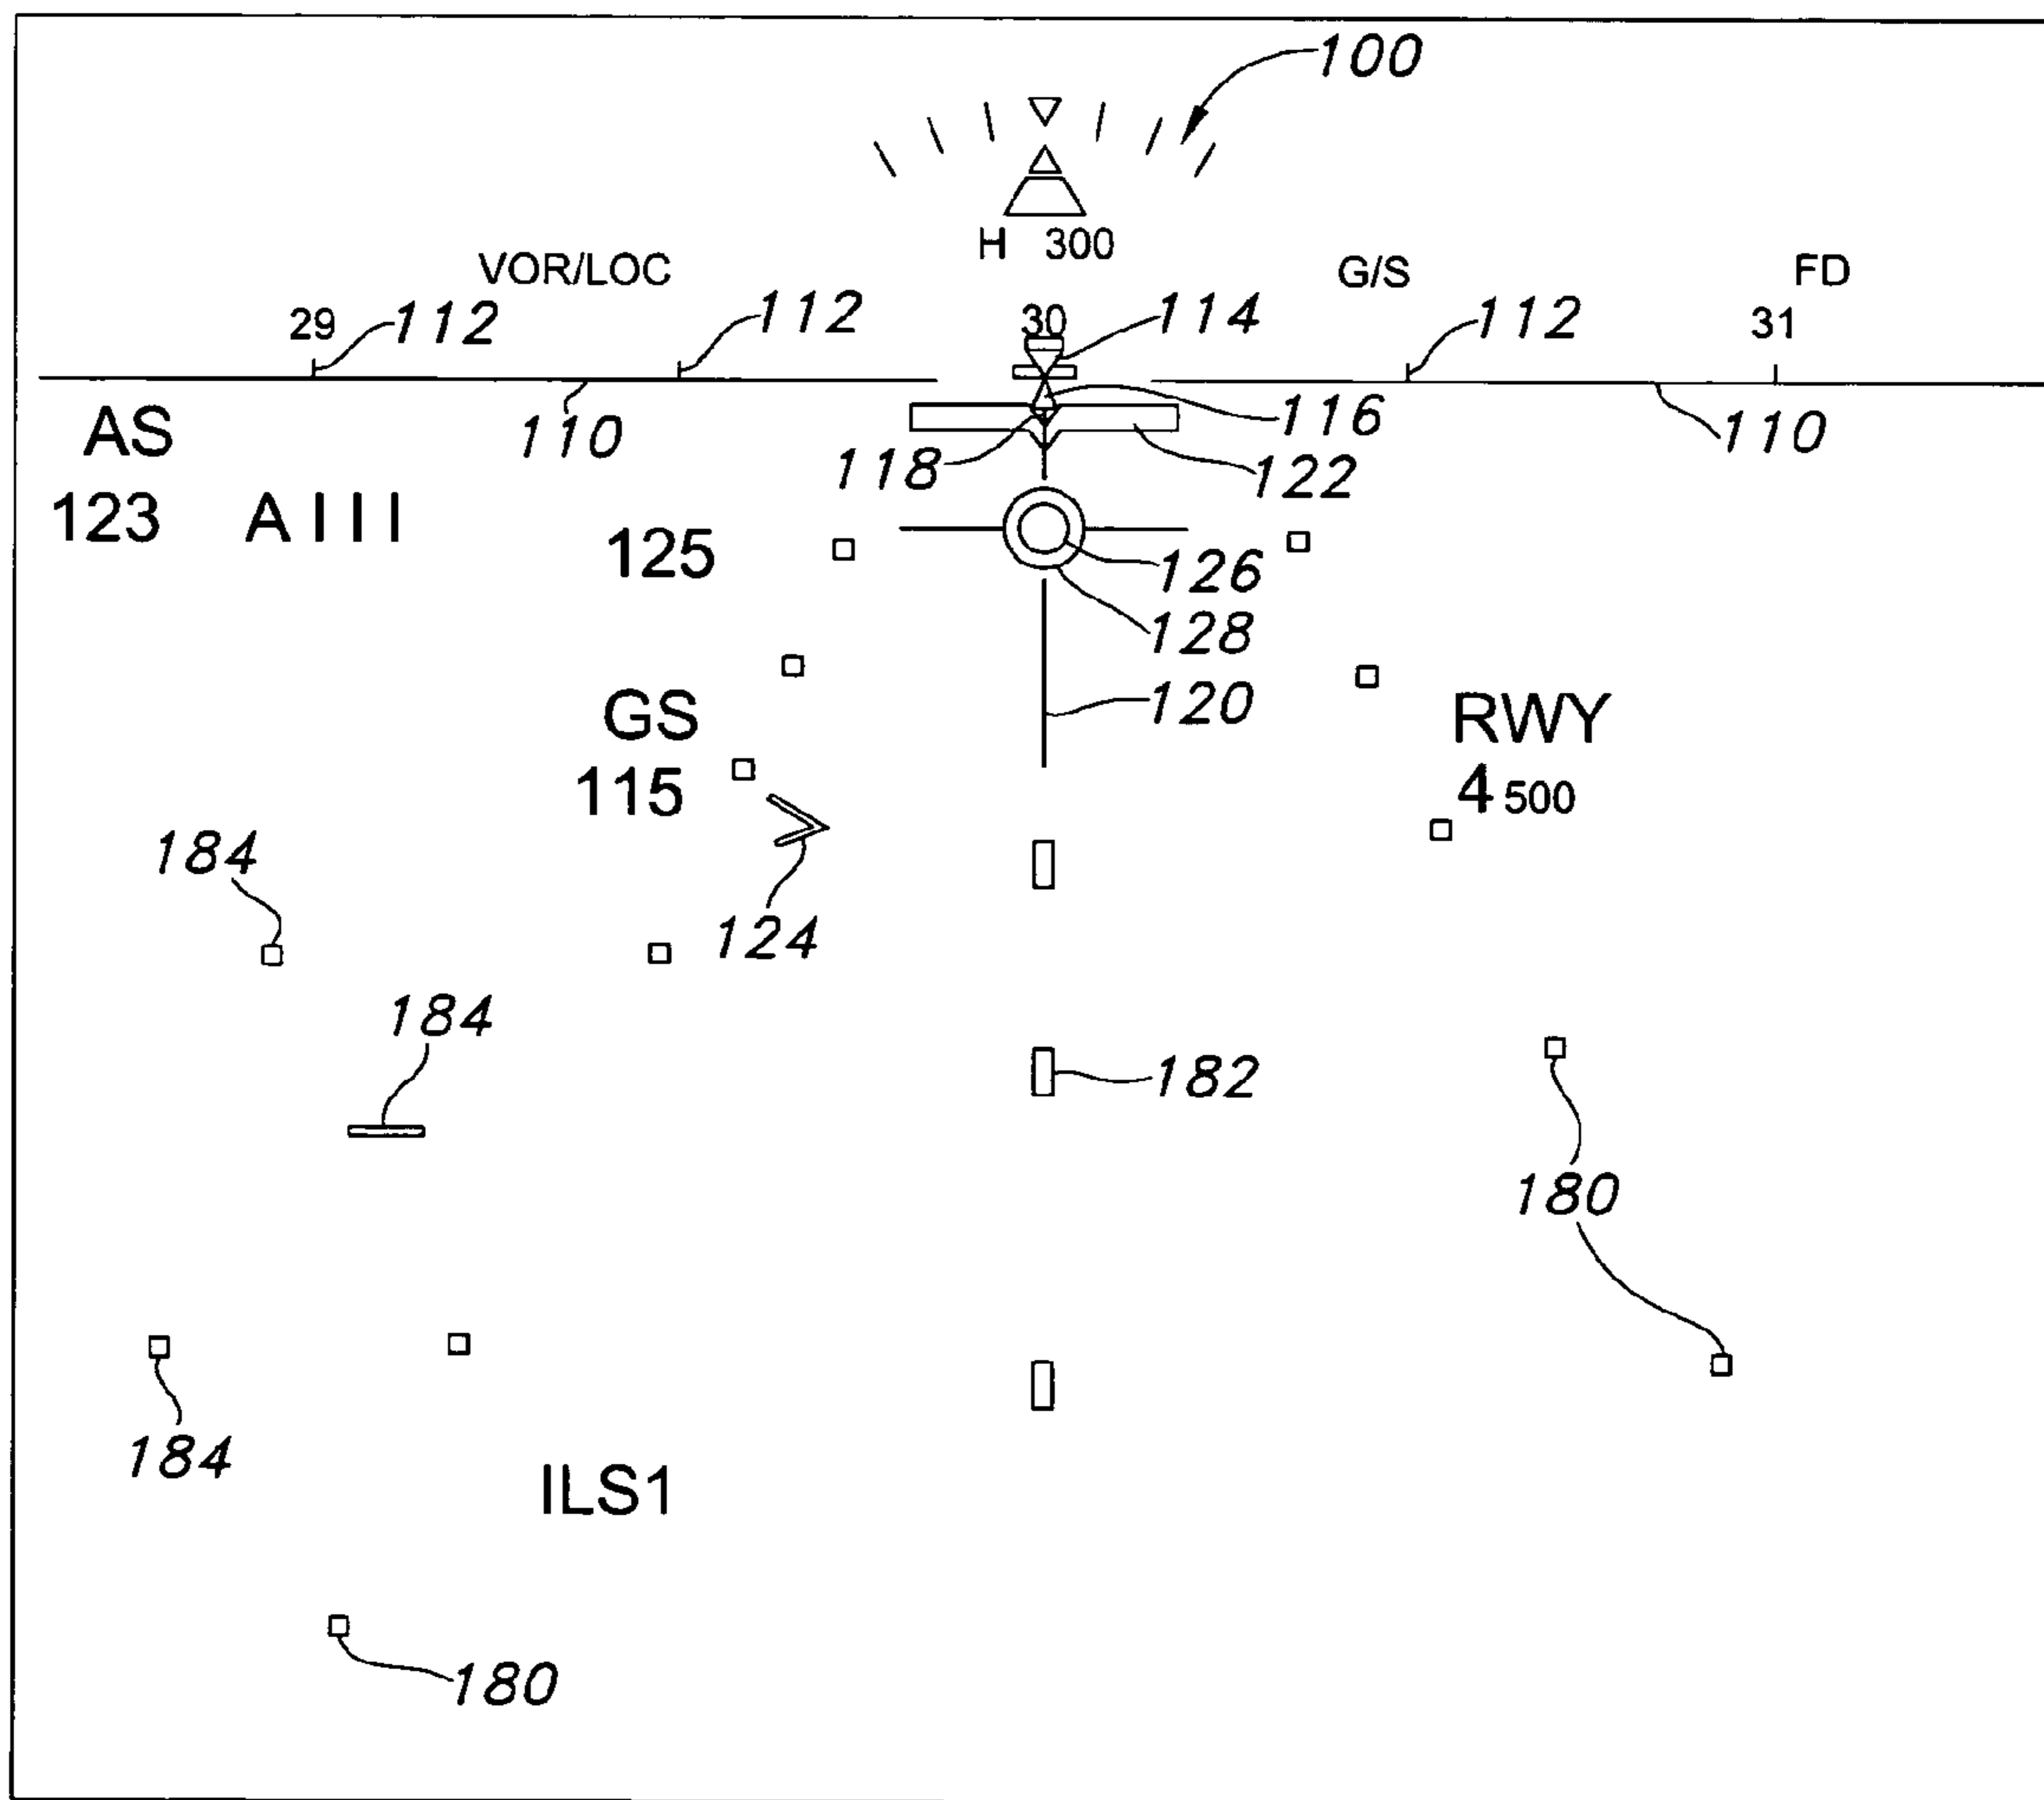 100
H 300
VOR/LOC G/S FD
29 112 112 30 114 112 31
AS 110 118 116 122 110
123 A I I I 125 126
128
GS 120 RWY
115 4 500
184 124
184 182
180
184 ILS1
180